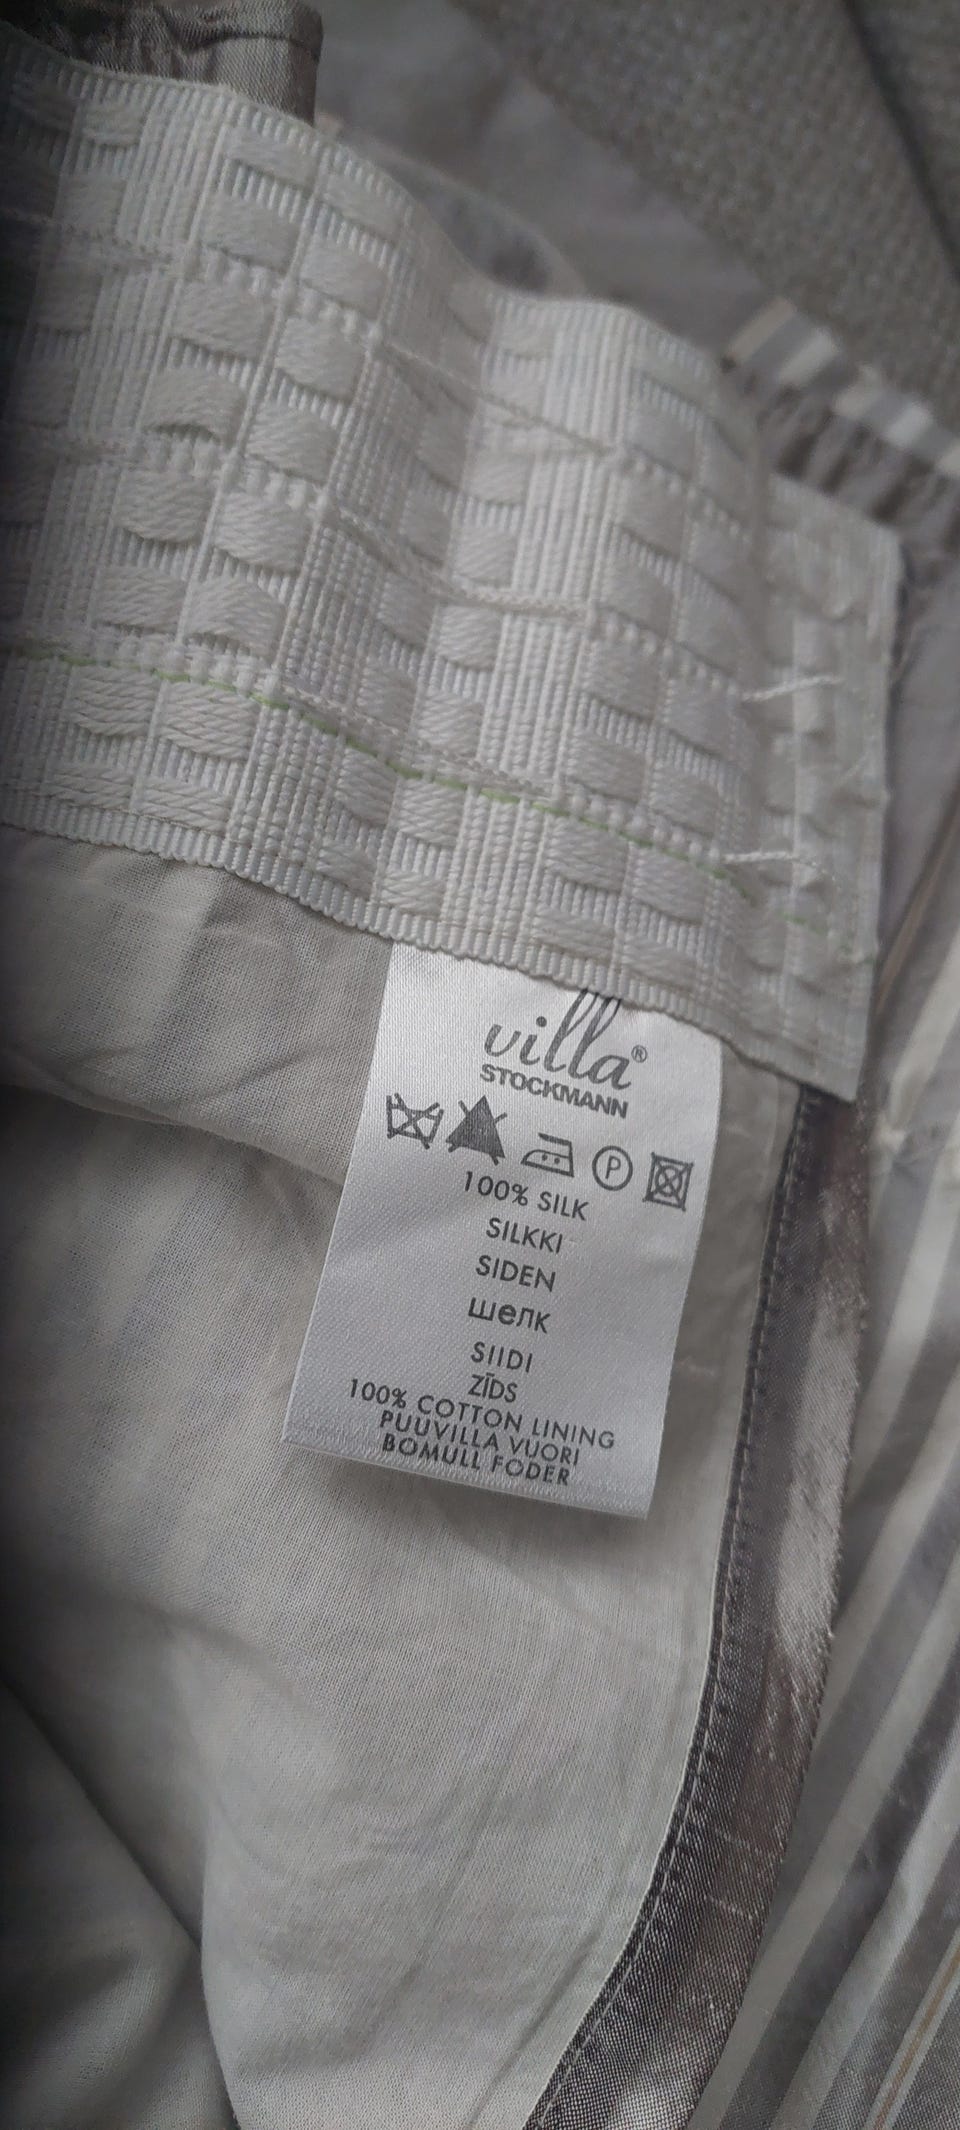 villa®
STOCKMANN
P
100% SILK
SILKKI
SIDEN
шелк
SIIDI
ZĪDS
100% COTTON LINING
PUUVILLA VUORI
BOMULL FODER